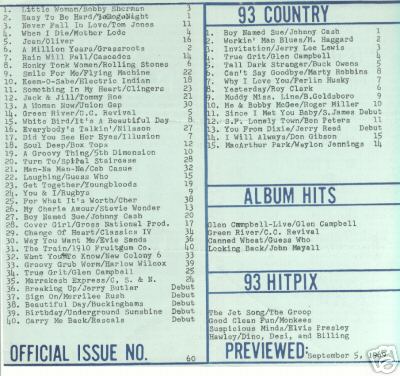 1. Little Woman/Bobby Sherman 3
2. Easy To Be Hard/3 Dog Night 1
3. Never Fall In Love/Tom Jones 11
4. When I Die/Mother Lode 4
5. Jean/Oliver 16
6. A Million Years/Grassroots 2
7. Rain Will Fall/Cascades 14
8. Honky Tonk Women/Rolling Stones 6
9. Smile For Me/Flying Machine 22
10. Keem-O-Sabe/Electric Indian 18
11. Something In My Heart/Clingers 23
12. Jack & Jill/Tommy Roe 21
13. A Honom Now/Union Gap 30
14. Green River/C.C. Revival 5
15. White Bird/It's A Beautiful Day 8
16. Everybody's Talkin'/Nilsson 27
17. Did You See Her Eyes/Illusion 7
18. Soul Deep/Box Tops 12
19. A Groovy Thing/5th Dimension 10
20. Turn To/Spiral Staircase 28
21. Man-Na Man-Na/Cab Casue 32
22. Laughing/Guess Who 15
23. Get Together/Youngbloods 19
24. You & I/Rugbys 9
25. For What It's Worth/Cher 38
26. My Cherie Amour/Stevie Wonder 13
27. Boy Named Sue/Johnny Cash 20
28. Cover Girl/Gross National Prod. 17
29. Change Of Heart/Classics IV 34
30. Way You Want Me/Evie Sands 36
31. The Train/1910 Fruitgum Co. 40
32. Want You To Know/New Colony 6 33
33. Groovy Grub Worm/Harlow Wilcox 39
34. True Grit/Glen Campbell 25
35. Marrakesh Express/C, S, & N 24
36. Breaking Up/Jerry Butler Debut
37. Sign On/Merrilee Rush Debut
38. Beautiful Day/Buckinghams Debut
39. Birthday/Underground Sunshine Debut
40. Carry Me Back/Rascals Debut
OFFICIAL ISSUE NO. 60
93 COUNTRY
1. Boy Named Sue/Johnny Cash 1
2. Workin' Man Blues/M. Haggard 2
3. Invitation/Jerry Lee Lewis 3
4. True Grit/Glen Campbell 4
5. Tall Dark Stranger/Buck Owens 5
6. Can't Say Goodbye/Marty Robbins 8
7. Why I Love You/Ferlin Husky 7
8. Yesterday/Roy Clark 6
9. Muddy Miss. Line/B.Goldsboro 9
10. Me & Bobby McGee/Roger Miller 10
11. Since I Met You Baby/S.James Debut
12. S.P. Lonely Town/Ben Peters 11
13. You From Dixie/Jerry Reed Debut
14. I Will Always/Don Gibson 15
15. MacArthur Park/Waylon Jennings 14
ALBUM HITS
Glen Campbell-Live/Glen Campbell
Green River/C.C. Revival
Canned Wheat/Guess Who
Looking Back/John Mayall
93 HITPIX
The Jet Song/The Groop
Good Clean Fun/Monkees
Suspicious Minds/Elvis Presley
Hawley/Dino, Desi, and Billing
PREVIEWED: September 5, 1969